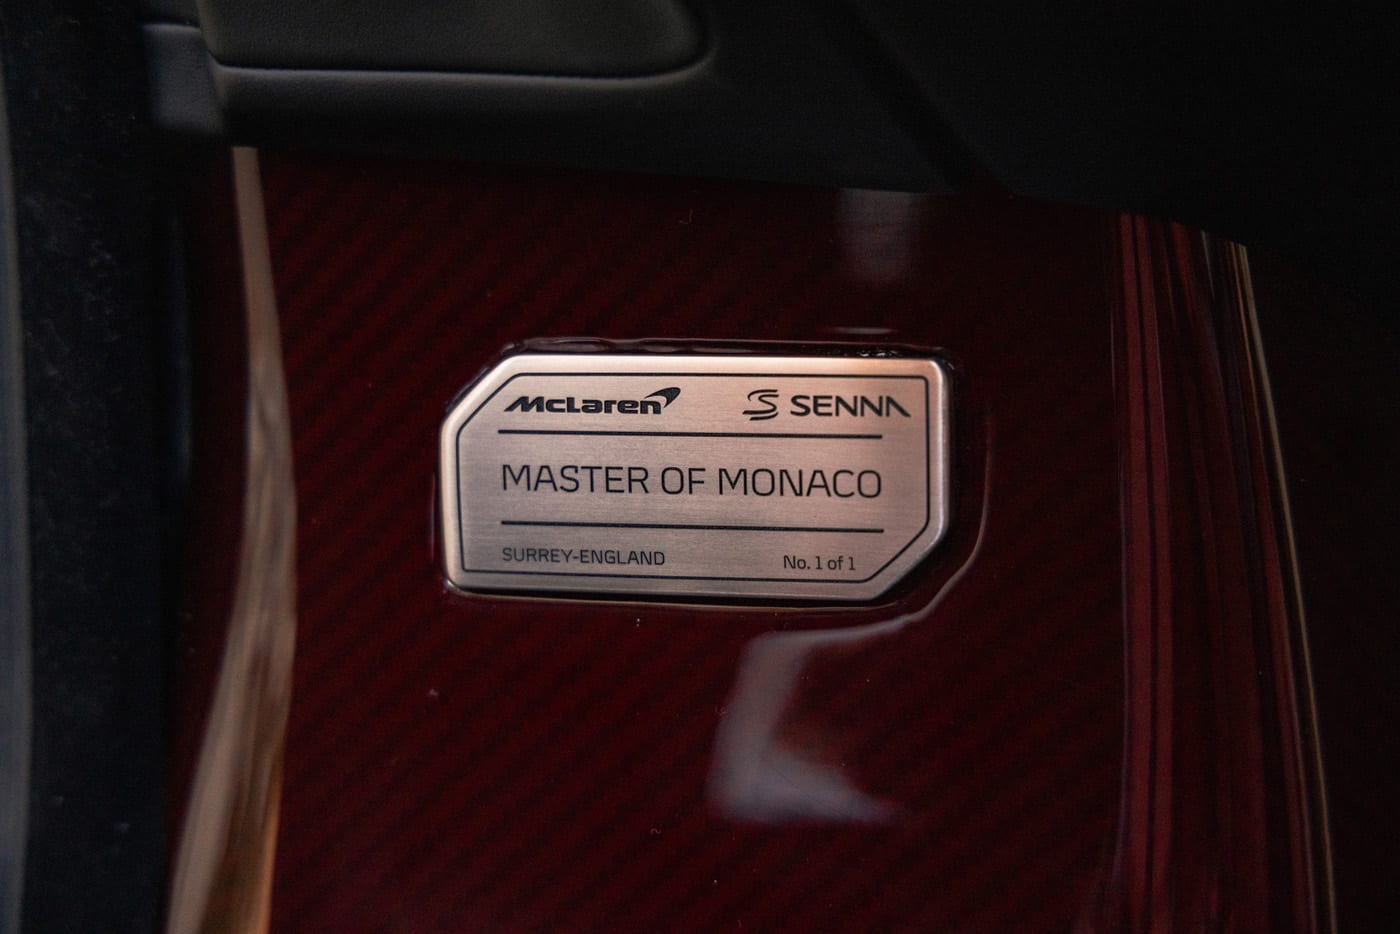 McLaren SENNA
MASTER OF MONACO
SURREY-ENGLAND No. 1 of 1